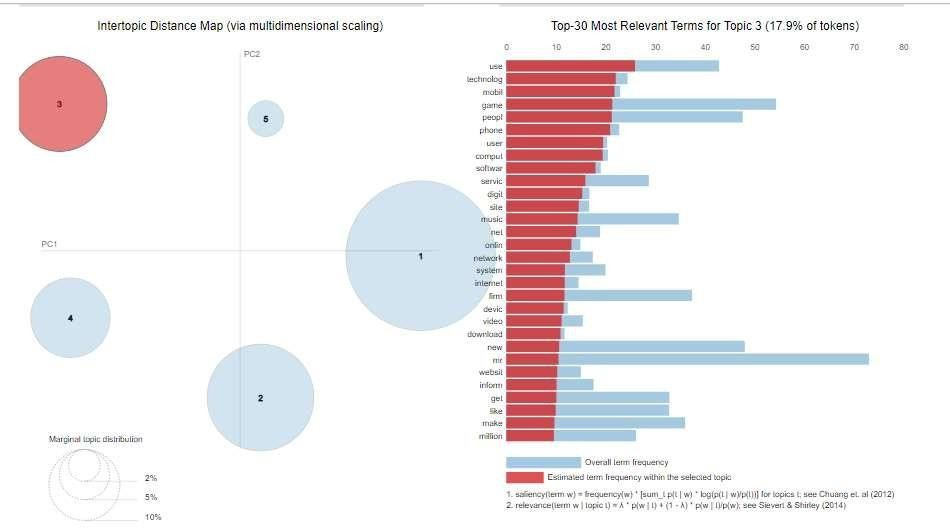 Intertopic Distance Map (via multidimensional scaling)
PC2
3
5
PC1
1
4
2
Marginal topic distribution
2%
5%
10%
Top-30 Most Relevant Terms for Topic 3 (17.9% of tokens)
0 10 20 30 40 50 60 70 80
use
technolog
mobil
game
peopl
phone
user
comput
softwar
servic
digit
site
music
net
onlin
network
system
internet
firm
devic
video
download
new
mr
websit
inform
get
like
make
million
Overall term frequency
Estimated term frequency within the selected topic
1. saliency(term w) = frequency(w) * [sum_t p(t | w) * log(p(t | w)/p(t))] for topics t; see Chuang et. al (2012)
2. relevance(term w | topic t) = λ * p(w | t) + (1 - λ) * p(w | t)/p(w); see Sievert & Shirley (2014)